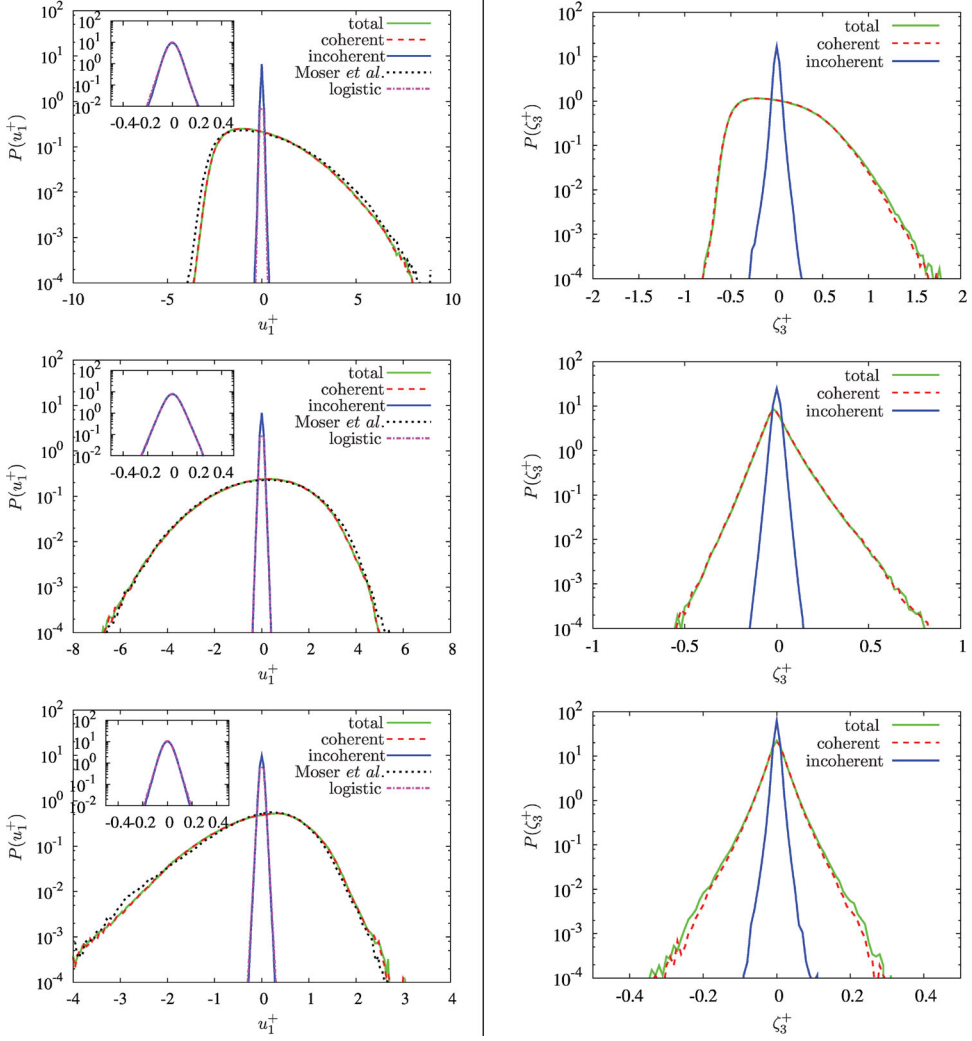 10^2
10^1
10^0
10^-1
10^-2
10^-3
10^-4
P(u_1^+)
10^2
10^1
10^0
10^-1
10^-2
-0.4-0.2 0 0.2 0.4
total
coherent
incoherent
Moser et al.
logistic
-10 -5 0 5 10
u_1^+
10^2
10^1
10^0
10^-1
10^-2
10^-3
10^-4
P(ζ_3^+)
total
coherent
incoherent
-2 -1.5 -1 -0.5 0 0.5 1 1.5 2
ζ_3^+
10^2
10^1
10^0
10^-1
10^-2
10^-3
10^-4
P(u_1^+)
10^2
10^1
10^0
10^-1
10^-2
-0.4-0.2 0 0.2 0.4
total
coherent
incoherent
Moser et al.
logistic
-8 -6 -4 -2 0 2 4 6 8
u_1^+
10^2
10^1
10^0
10^-1
10^-2
10^-3
10^-4
P(ζ_3^+)
total
coherent
incoherent
-1 -0.5 0 0.5 1
ζ_3^+
10^2
10^1
10^0
10^-1
10^-2
10^-3
10^-4
P(u_1^+)
10^2
10^1
10^0
10^-1
10^-2
-0.4-0.2 0 0.2 0.4
total
coherent
incoherent
Moser et al.
logistic
-4 -3 -2 -1 0 1 2 3 4
u_1^+
10^2
10^1
10^0
10^-1
10^-2
10^-3
10^-4
P(ζ_3^+)
total
coherent
incoherent
-0.4 -0.2 0 0.2 0.4
ζ_3^+